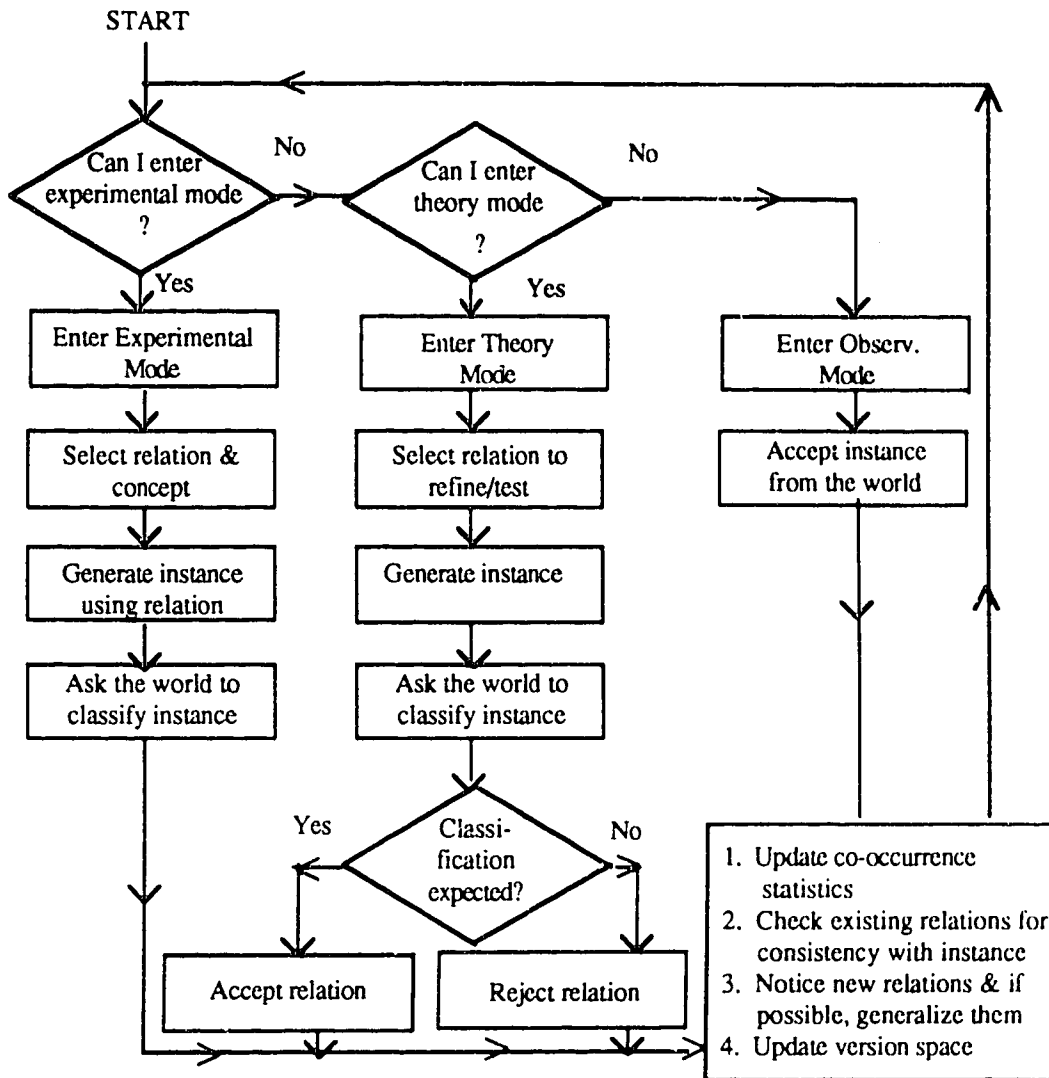 START
Can I enter
experimental mode
?
No
Can I enter
theory mode
?
No
Yes
Yes
Enter Experimental
Mode
Enter Theory
Mode
Enter Observ.
Mode
Select relation &
concept
Select relation to
refine/test
Accept instance
from the world
Generate instance
using relation
Generate instance
Ask the world to
classify instance
Ask the world to
classify instance
Yes
Classi-
fication
expected?
No
Accept relation
Reject relation
1. Update co-occurrence
statistics
2. Check existing relations for
consistency with instance
3. Notice new relations & if
possible, generalize them
4. Update version space